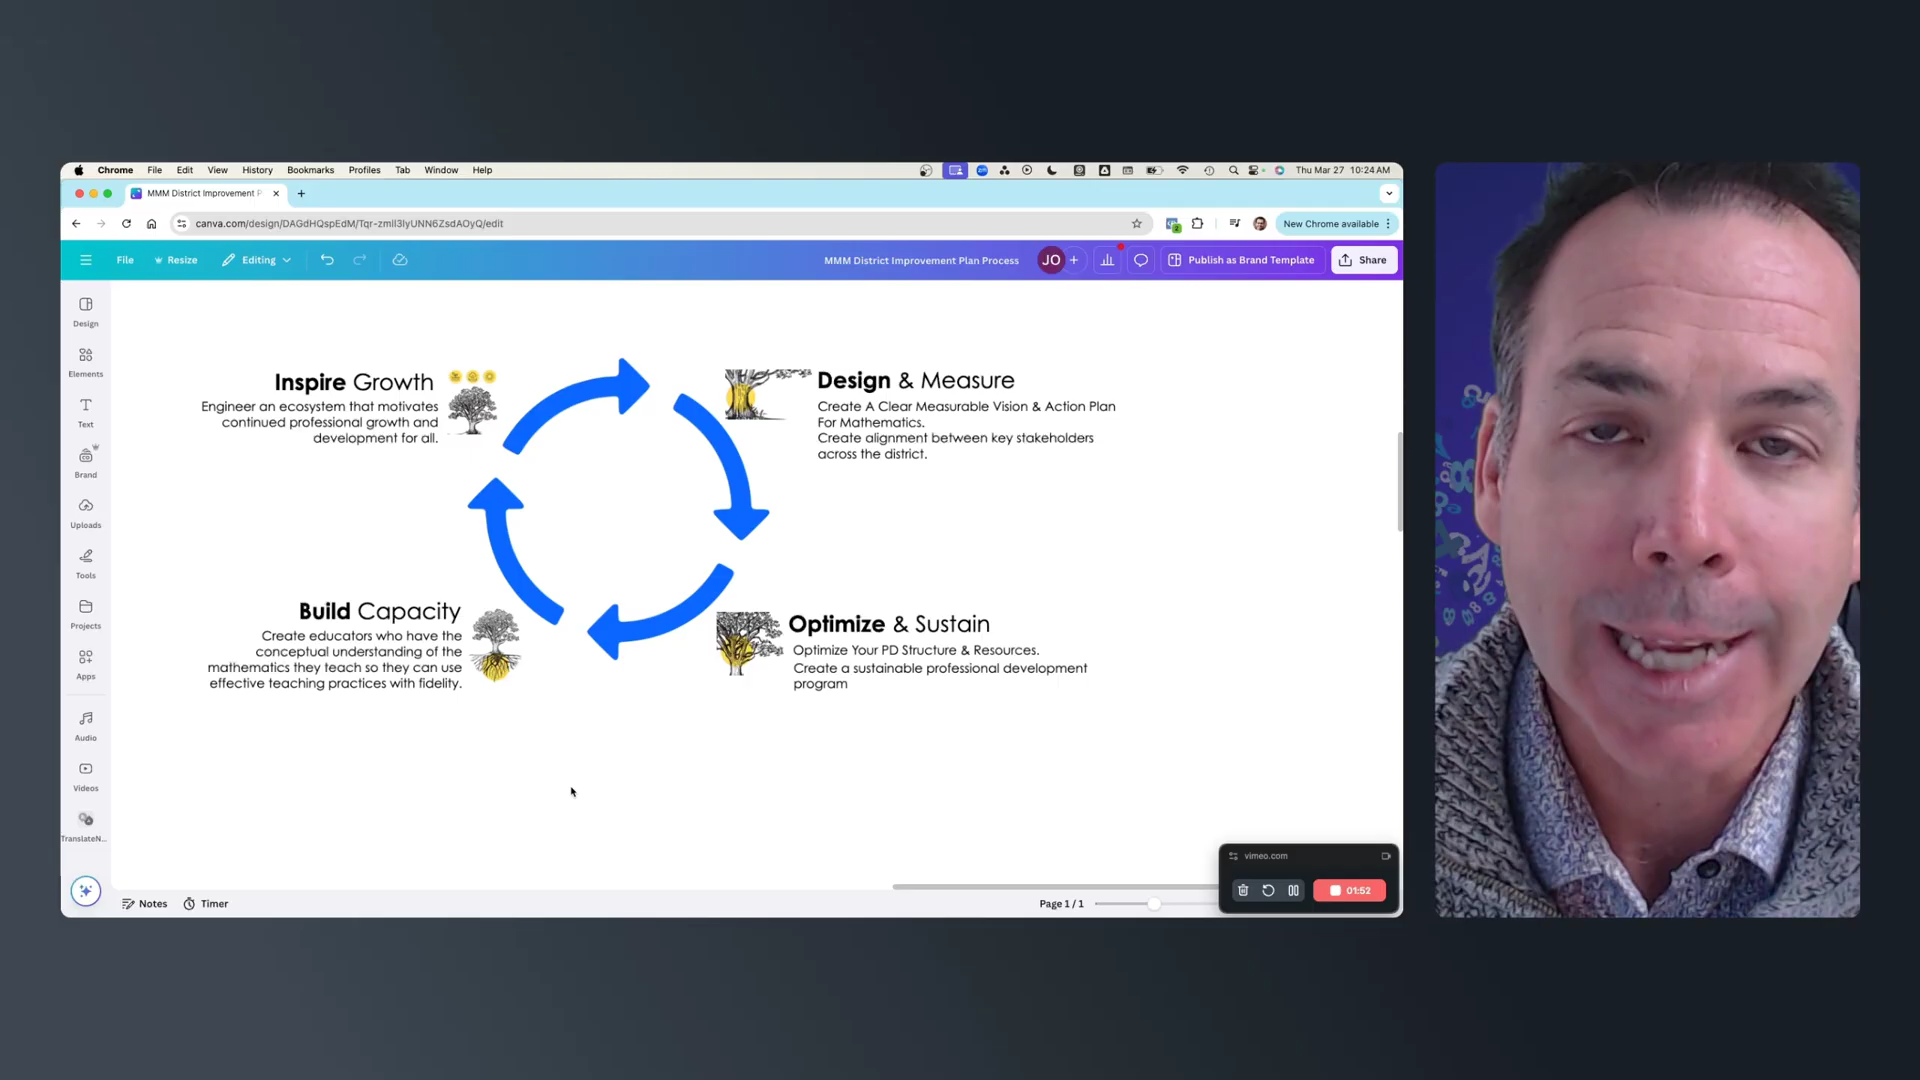 Chrome File Edit View History Bookmarks Profiles Tab Window Help
Thu Mar 27 10:24 AM
MMM District Improvement P
canva.com/design/DAGdHQspEdM/Tqr-zmll3lyUNN6ZsdAOyQ/edit
New Chrome available
File Resize Editing
MMM District Improvement Plan Process
JO
Publish as Brand Template
Share
Design
Elements
Text
Brand
Uploads
Tools
Projects
Apps
Audio
Videos
TranslateN...
Inspire Growth
Engineer an ecosystem that motivates
continued professional growth and
development for all.
Design & Measure
Create A Clear Measurable Vision & Action Plan
For Mathematics.
Create alignment between key stakeholders
across the district.
Build Capacity
Create educators who have the
conceptual understanding of the
mathematics they teach so they can use
effective teaching practices with fidelity.
Optimize & Sustain
Optimize Your PD Structure & Resources.
Create a sustainable professional development
program
vimeo.com
01:52
Notes
Timer
Page 1 / 1